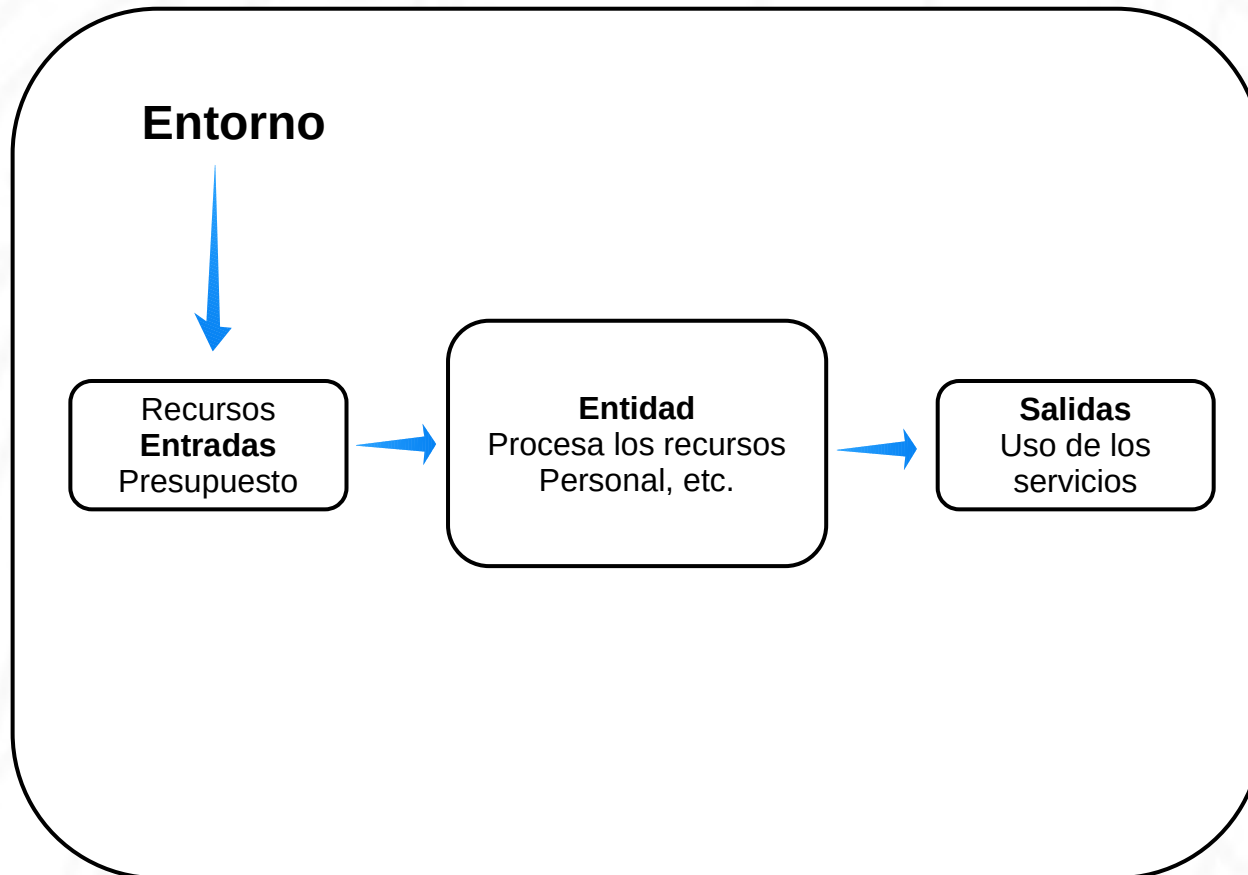 Entorno
Recursos
Entradas
Presupuesto
Entidad
Procesa los recursos
Personal, etc.
Salidas
Uso de los
servicios